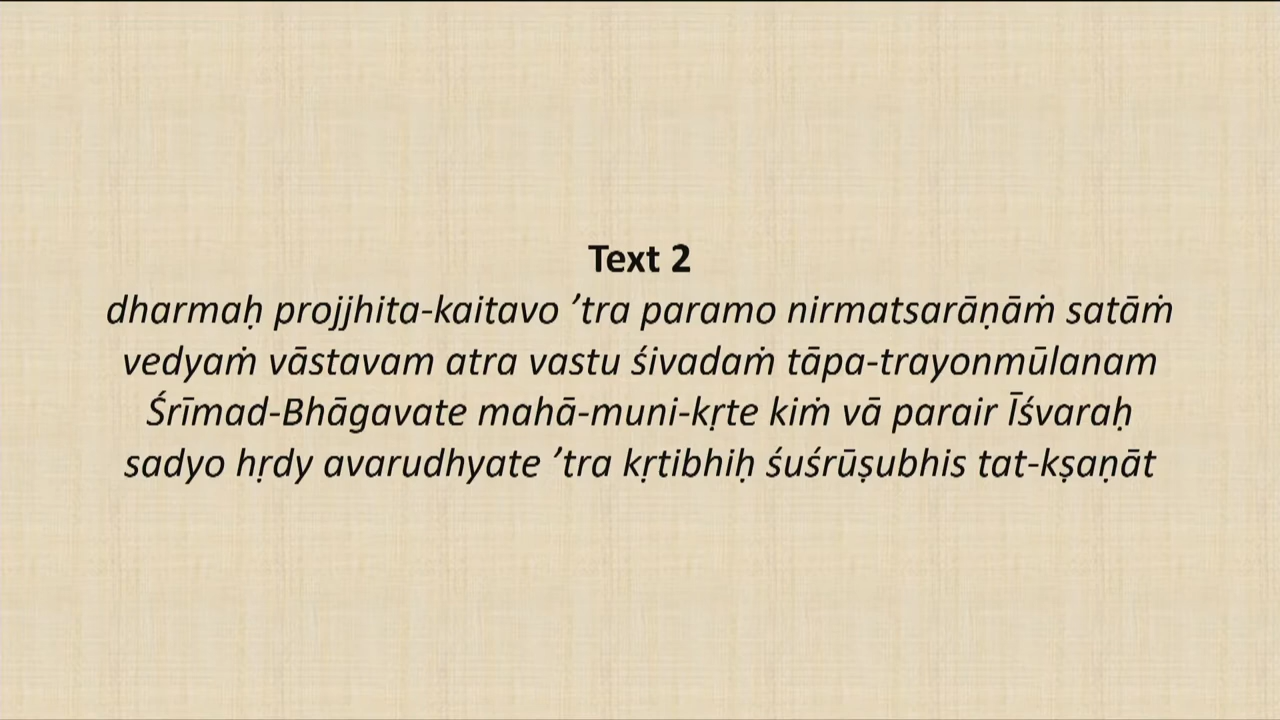 Text 2
dharmaḥ projjhita-kaitavo ’tra paramo nirmatsarāṇāṁ satāṁ
vedyaṁ vāstavam atra vastu śivadaṁ tāpa-trayonmūlanam
Śrīmad-Bhāgavate mahā-muni-kṛte kiṁ vā parair Īśvaraḥ
sadyo hṛdy avarudhyate ’tra kṛtibhiḥ śuśrūṣubhis tat-kṣaṇāt